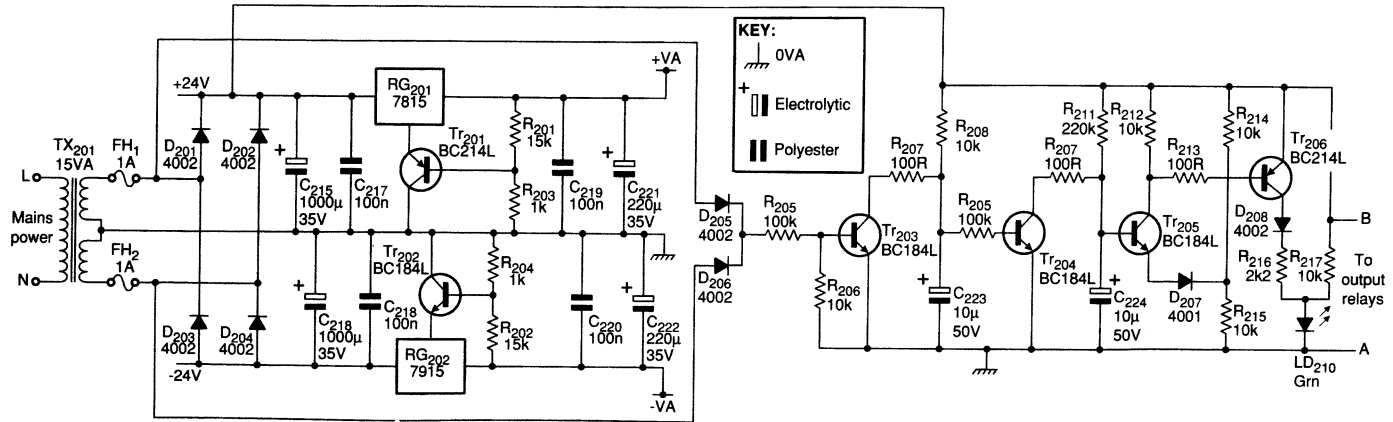 KEY:
0VA
+
Electrolytic
Polyester
+24V
TX201
15VA
FH1
1A
L
Mains
power
N
FH2
1A
D201
4002
D202
4002
D203
4002
D204
4002
-24V
+
C215
1000µ
35V
C217
100n
RG201
7815
Tr201
BC214L
R201
15k
R203
1k
C219
100n
+
C221
220µ
35V
+VA
+
C218
1000µ
35V
C218
100n
Tr202
BC184L
R204
1k
R202
15k
RG202
7915
C220
100n
+
C222
220µ
35V
-VA
D205
4002
D206
4002
R205
100k
R206
10k
Tr203
BC184L
R207
100R
R208
10k
R205
100k
+
C223
10µ
50V
Tr204
BC184L
R207
100R
R211
220k
+
C224
10µ
50V
R212
10k
R213
100R
Tr205
BC184L
D207
4001
R214
10k
R215
10k
Tr206
BC214L
D208
4002
R216
2k2
R217
10k
LD210
Grn
B
To
output
relays
A